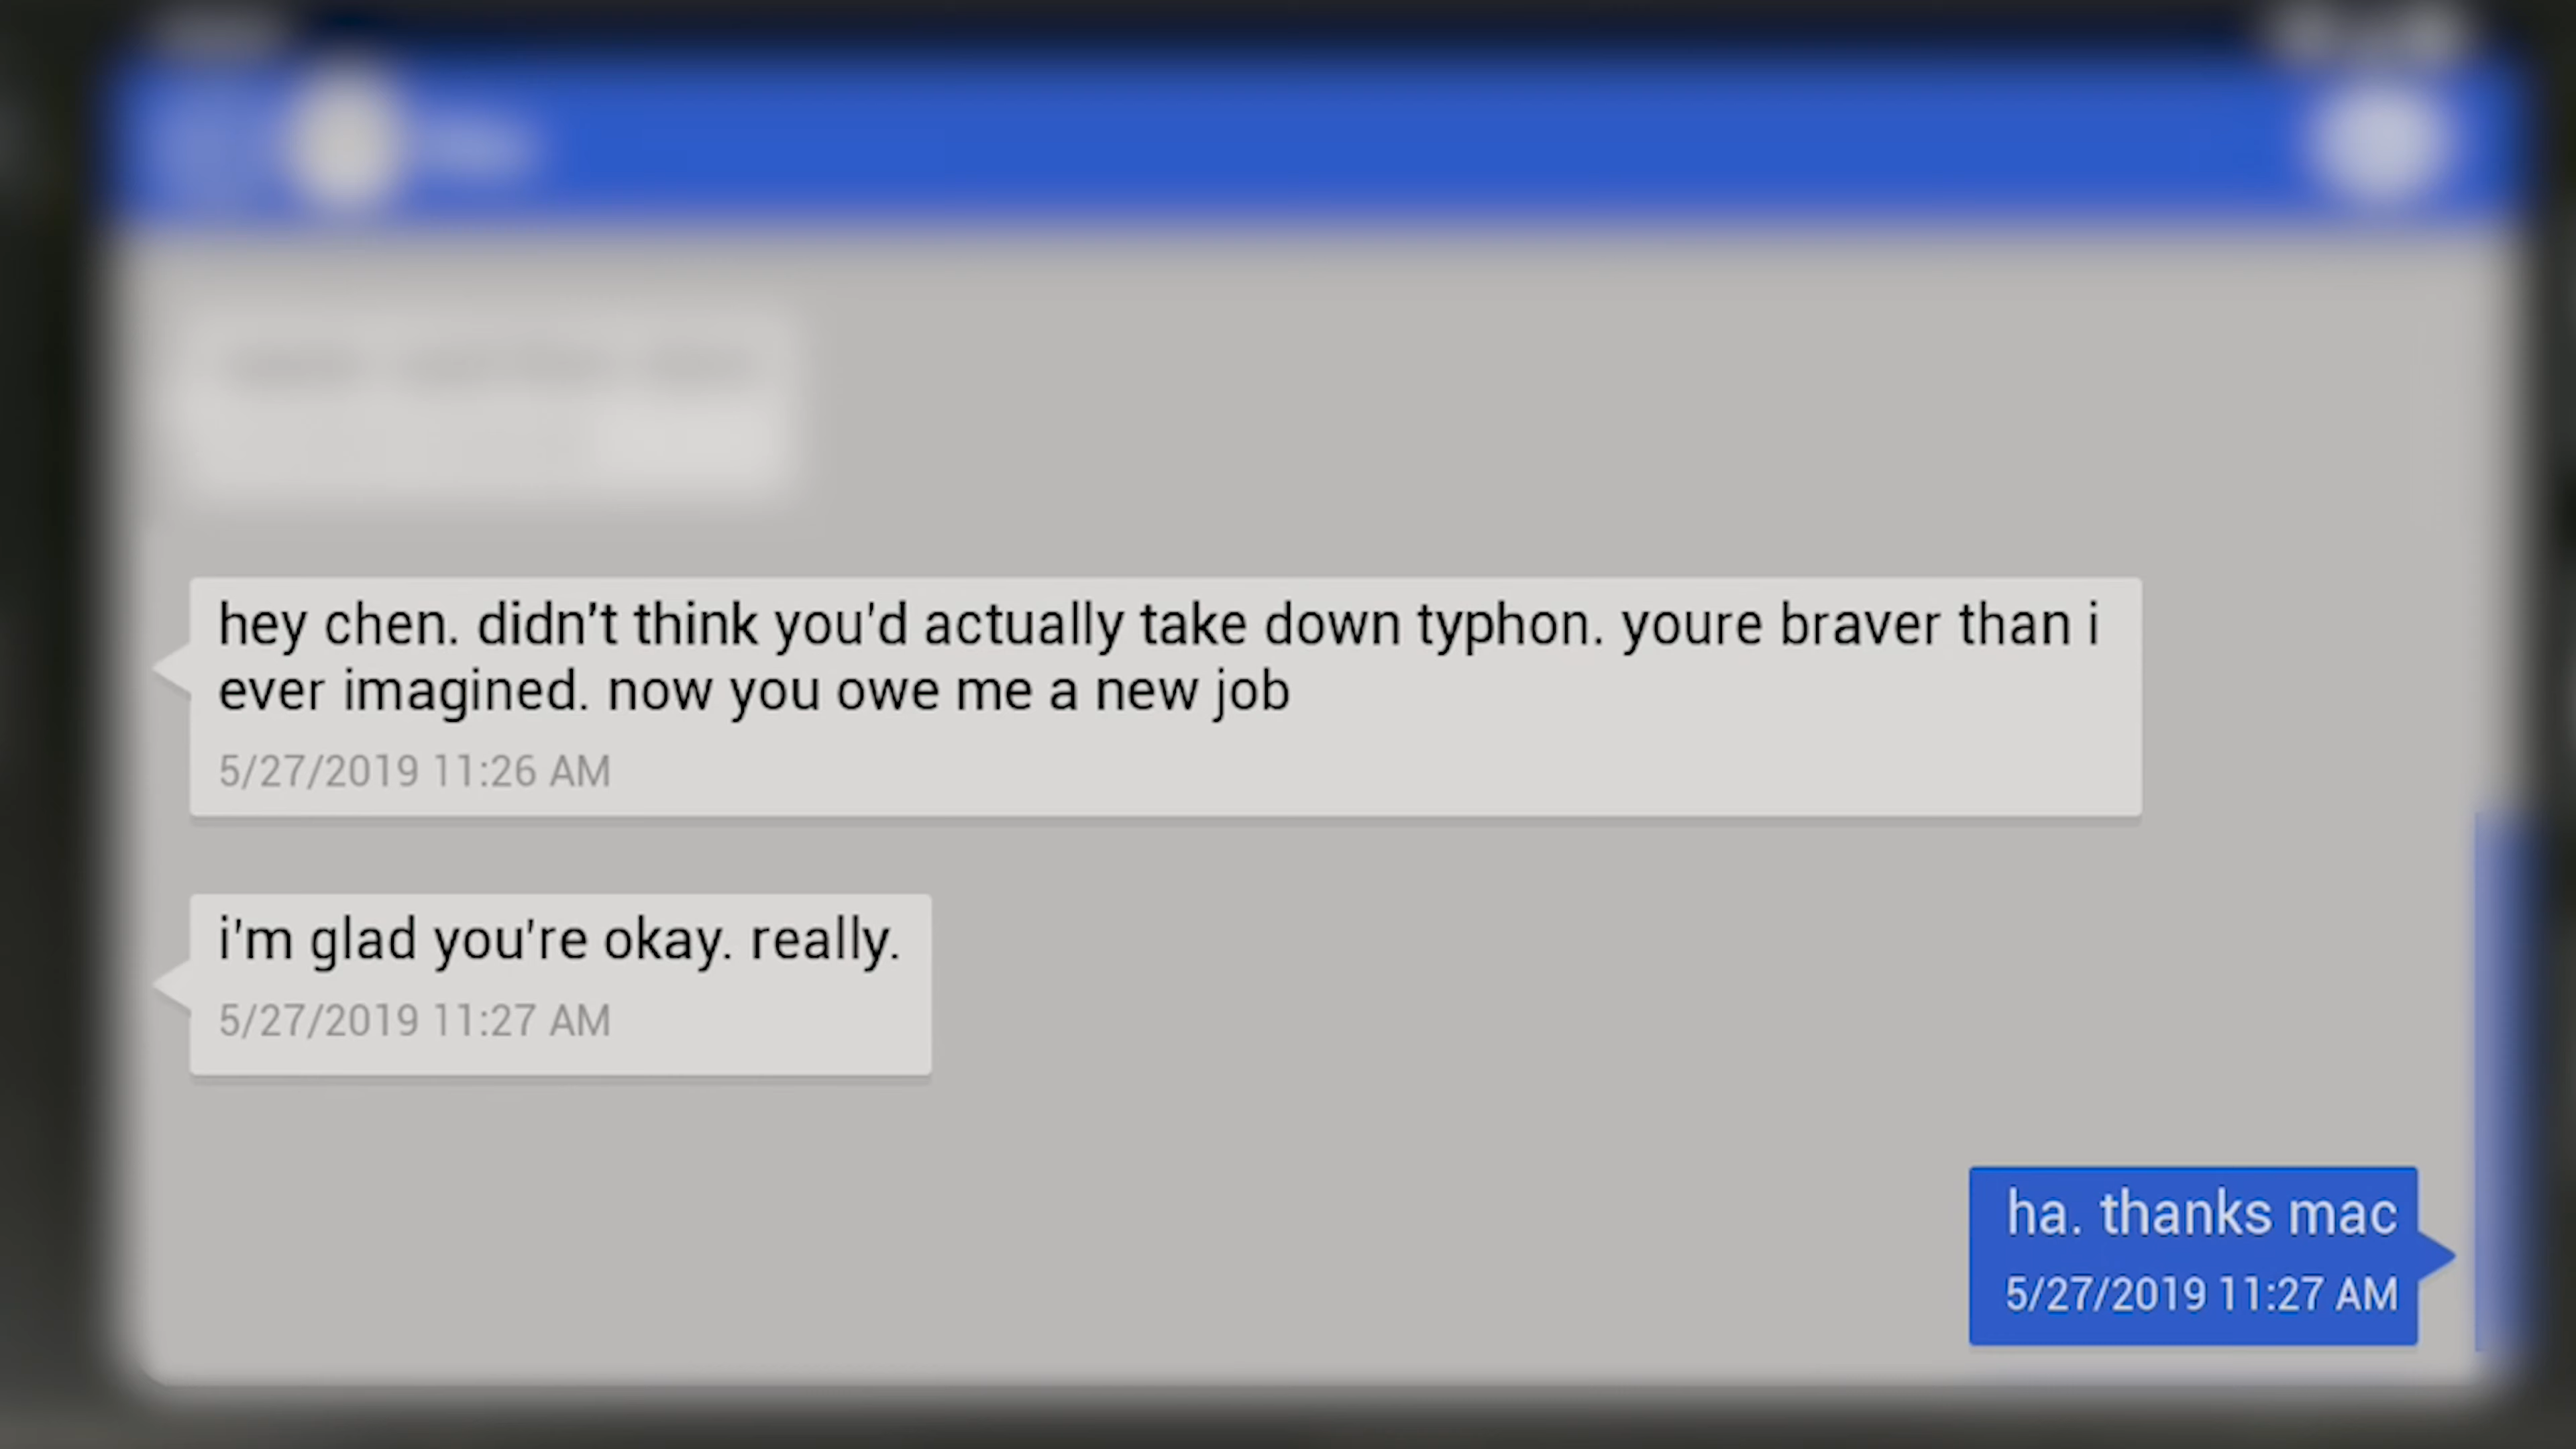 hey chen. didn't think you'd actually take down typhon. youre braver than i
ever imagined. now you owe me a new job
5/27/2019 11:26 AM
i'm glad you're okay. really.
5/27/2019 11:27 AM
ha. thanks mac
5/27/2019 11:27 AM